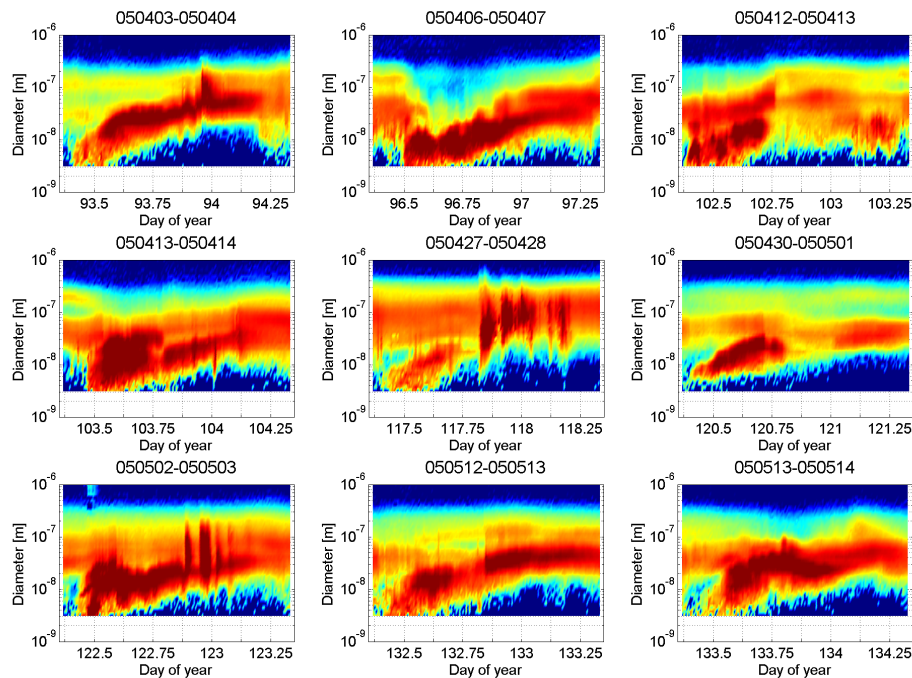 050403-050404
10-6
10-7
10-8
10-9
Diameter [m]
93.5 93.75 94 94.25
Day of year
050406-050407
10-6
10-7
10-8
10-9
Diameter [m]
96.5 96.75 97 97.25
Day of year
050412-050413
10-6
10-7
10-8
10-9
Diameter [m]
102.5 102.75 103 103.25
Day of year
050413-050414
10-6
10-7
10-8
10-9
Diameter [m]
103.5 103.75 104 104.25
Day of year
050427-050428
10-6
10-7
10-8
10-9
Diameter [m]
117.5 117.75 118 118.25
Day of year
050430-050501
10-6
10-7
10-8
10-9
Diameter [m]
120.5 120.75 121 121.25
Day of year
050502-050503
10-6
10-7
10-8
10-9
Diameter [m]
122.5 122.75 123 123.25
Day of year
050512-050513
10-6
10-7
10-8
10-9
Diameter [m]
132.5 132.75 133 133.25
Day of year
050513-050514
10-6
10-7
10-8
10-9
Diameter [m]
133.5 133.75 134 134.25
Day of year